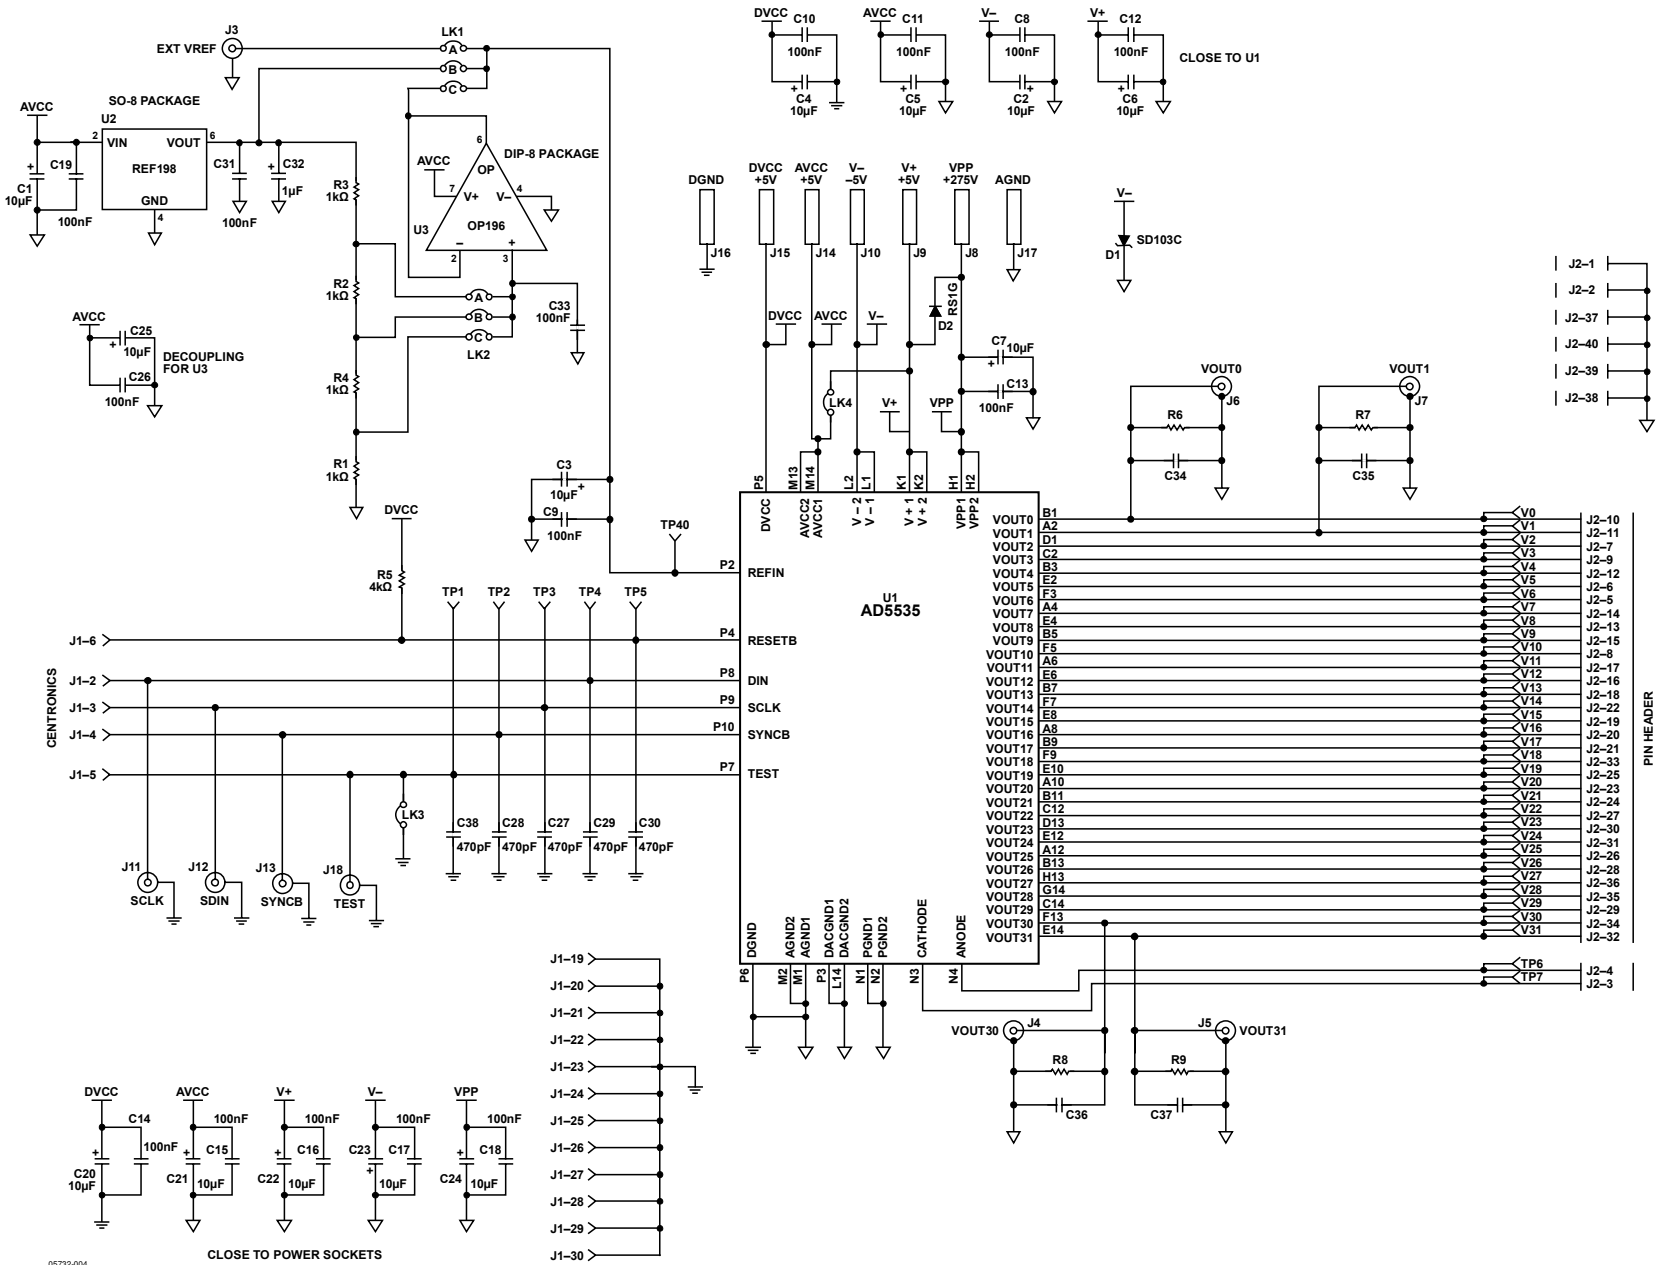 J3
EXT VREF
LK1
A
B
C
SO-8 PACKAGE
AVCC
U2
2
VIN
VOUT
6
REF198
GND
4
C1
10µF
C19
100nF
C31
100nF
C32
1µF
R3
1kΩ
R2
1kΩ
R4
1kΩ
R1
1kΩ
DIP-8 PACKAGE
6
OP
AVCC
7
V+
V–
4
U3
OP196
–
+
2
3
A
B
C
LK2
C33
100nF
AVCC
C25
10µF
C26
100nF
DECOUPLING
FOR U3
DVCC
C10
100nF
C4
10µF
AVCC
C11
100nF
C5
10µF
V–
C8
100nF
C2
10µF
V+
C12
100nF
C6
10µF
CLOSE TO U1
DGND
J16
DVCC
+5V
J15
AVCC
+5V
J14
V–
–5V
J10
V+
+5V
J9
VPP
+275V
J8
AGND
J17
V–
SD103C
D1
RS1G
D2
DVCC
AVCC
V–
C7
10µF
C13
100nF
LK4
V+
VPP
J2–1
J2–2
J2–37
J2–40
J2–39
J2–38
VOUT0
J6
R6
C34
VOUT1
J7
R7
C35
C3
10µF
C9
100nF
DVCC
R5
4kΩ
TP40
P5
M13
M14
L2
L1
K1
K2
H1
H2
DVCC
AVCC2
AVCC1
V – 2
V – 1
V + 1
V + 2
VPP1
VPP2
U1
AD5535
P2 REFIN
P4 RESETB
P8 DIN
P9 SCLK
P10 SYNCB
P7 TEST
TP1
TP2
TP3
TP4
TP5
CENTRONICS
J1–6
J1–2
J1–3
J1–4
J1–5
LK3
C38
470pF
C28
470pF
C27
470pF
C29
470pF
C30
470pF
J11
SCLK
J12
SDIN
J13
SYNCB
J18
TEST
VOUT0 B1 V0 J2–10
VOUT1 A2 V1 J2–11
VOUT2 D1 V2 J2–7
VOUT3 C2 V3 J2–9
VOUT4 B3 V4 J2–12
VOUT5 E2 V5 J2–6
VOUT6 F3 V6 J2–5
VOUT7 A4 V7 J2–14
VOUT8 E4 V8 J2–13
VOUT9 B5 V9 J2–15
VOUT10 F5 V10 J2–8
VOUT11 A6 V11 J2–17
VOUT12 E6 V12 J2–16
VOUT13 B7 V13 J2–18
VOUT14 F7 V14 J2–22
VOUT15 E8 V15 J2–19
VOUT16 A8 V16 J2–20
VOUT17 B9 V17 J2–21
VOUT18 F9 V18 J2–33
VOUT19 E10 V19 J2–25
VOUT20 A10 V20 J2–23
VOUT21 B11 V21 J2–24
VOUT22 C12 V22 J2–27
VOUT23 D13 V23 J2–30
VOUT24 E12 V24 J2–31
VOUT25 A12 V25 J2–26
VOUT26 B13 V26 J2–28
VOUT27 H13 V27 J2–36
VOUT28 G14 V28 J2–35
VOUT29 C14 V29 J2–29
VOUT30 F13 V30 J2–34
VOUT31 E14 V31 J2–32
TP6 J2–4
TP7 J2–3
PIN HEADER
DGND
AGND2
AGND1
DACGND1
DACGND2
PGND1
PGND2
CATHODE
ANODE
P6
M2
M1
P3
L14
N1
N2
N3
N4
VOUT30
J4
R8
C36
J5
VOUT31
R9
C37
J1–19
J1–20
J1–21
J1–22
J1–23
J1–24
J1–25
J1–26
J1–27
J1–28
J1–29
J1–30
DVCC
C14
100nF
C20
10µF
AVCC
100nF
C15
C21
10µF
V+
100nF
C16
C22
10µF
V–
100nF
C23
C17
10µF
VPP
100nF
C18
C24
10µF
CLOSE TO POWER SOCKETS
05732-004